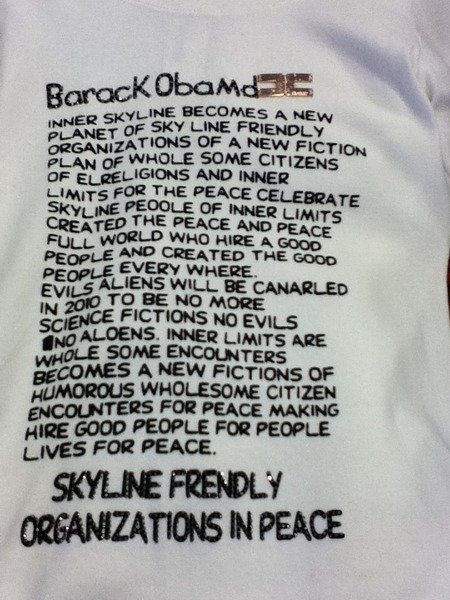 BaracK ObaMa
INNER SKYLINE BECOMES A NEW
PLANET OF SKY LINE FRIENDLY
ORGANIZATIONS OF A NEW FICTION
PLAN OF WHOLE SOME CITIZENS
OF ELRELIGIONS AND INNER
LIMITS FOR THE PEACE CELEBRATE
SKYLINE PEOOLE OF INNER LIMITS
CREATED THE PEACE AND PEACE
FULL WORLD WHO HIRE A GOOD
PEOPLE AND CREATED THE GOOD
PEOPLE EVERY WHERE.
EVILS ALIENS WILL BE CANARLED
IN 2010 TO BE NO MORE
SCIENCE FICTIONS NO EVILS
NO ALOENS. INNER LIMITS ARE
WHOLE SOME ENCOUNTERS
BECOMES A NEW FICTIONS OF
HUMOROUS WHOLESOME CITIZEN
ENCOUNTERS FOR PEACE MAKING
HIRE GOOD PEOPLE FOR PEOPLE
LIVES FOR PEACE.
SKYLINE FRENDLY
ORGANIZATIONS IN PEACE